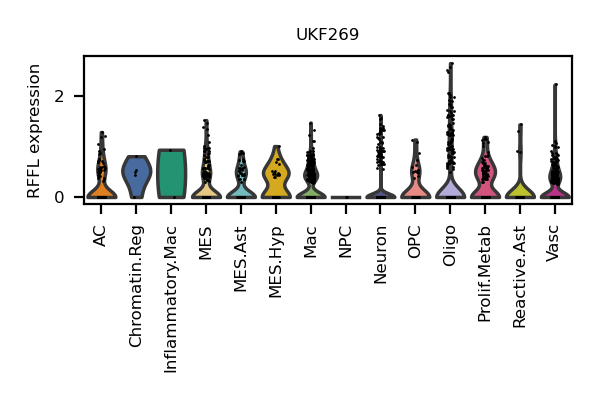 UKF269
RFFL expression
2
0
AC
Chromatin.Reg
Inflammatory.Mac
MES
MES.Ast
MES.Hyp
Mac
NPC
Neuron
OPC
Oligo
Prolif.Metab
Reactive.Ast
Vasc